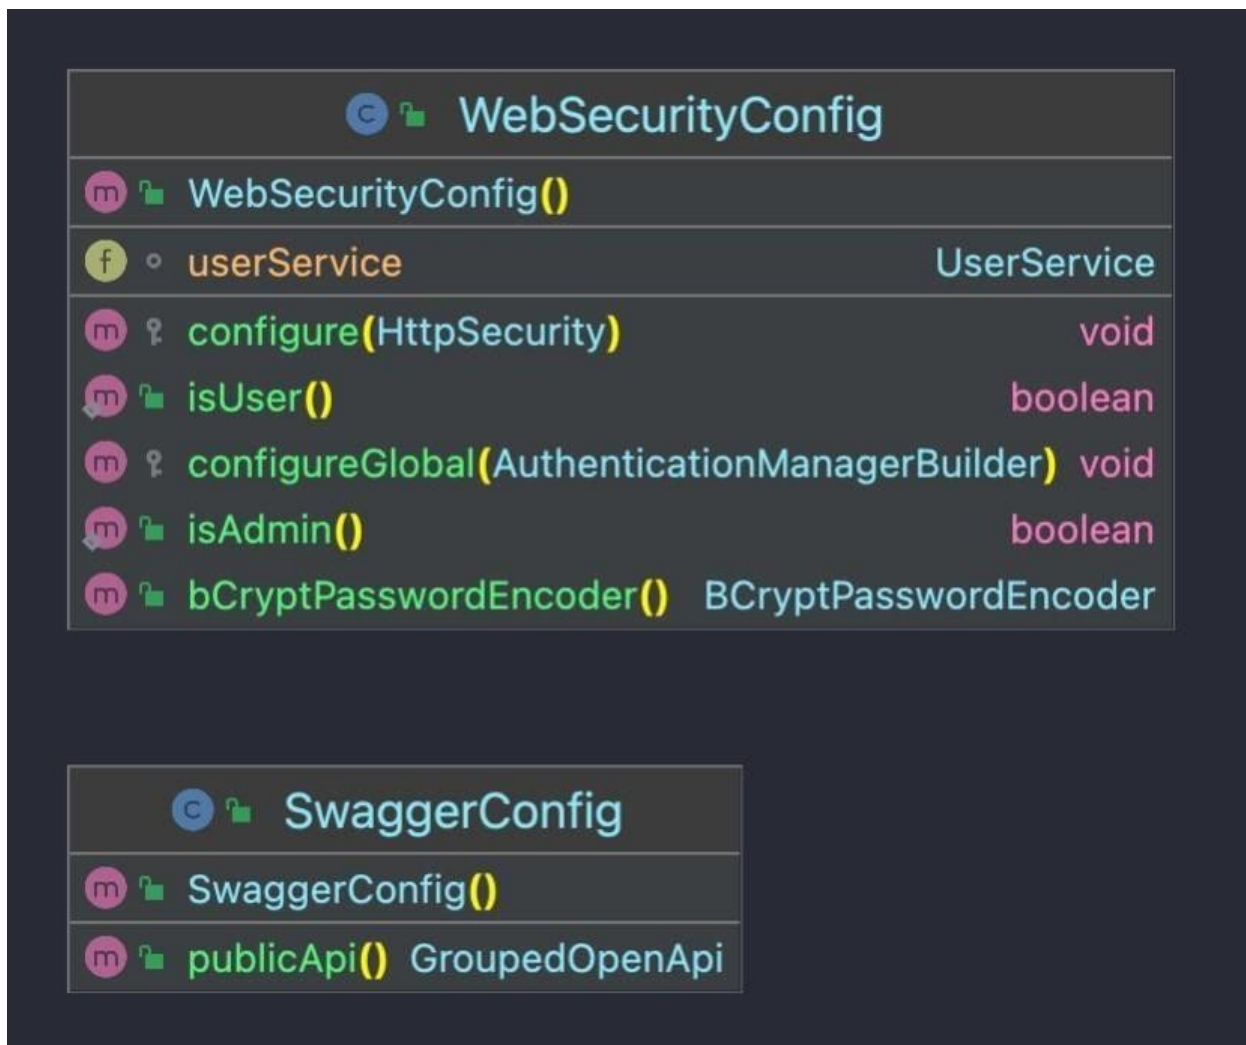 WebSecurityConfig
WebSecurityConfig()
userService UserService
configure(HttpSecurity) void
isUser() boolean
configureGlobal(AuthenticationManagerBuilder) void
isAdmin() boolean
bCryptPasswordEncoder() BCryptPasswordEncoder
SwaggerConfig
SwaggerConfig()
publicApi() GroupedOpenApi